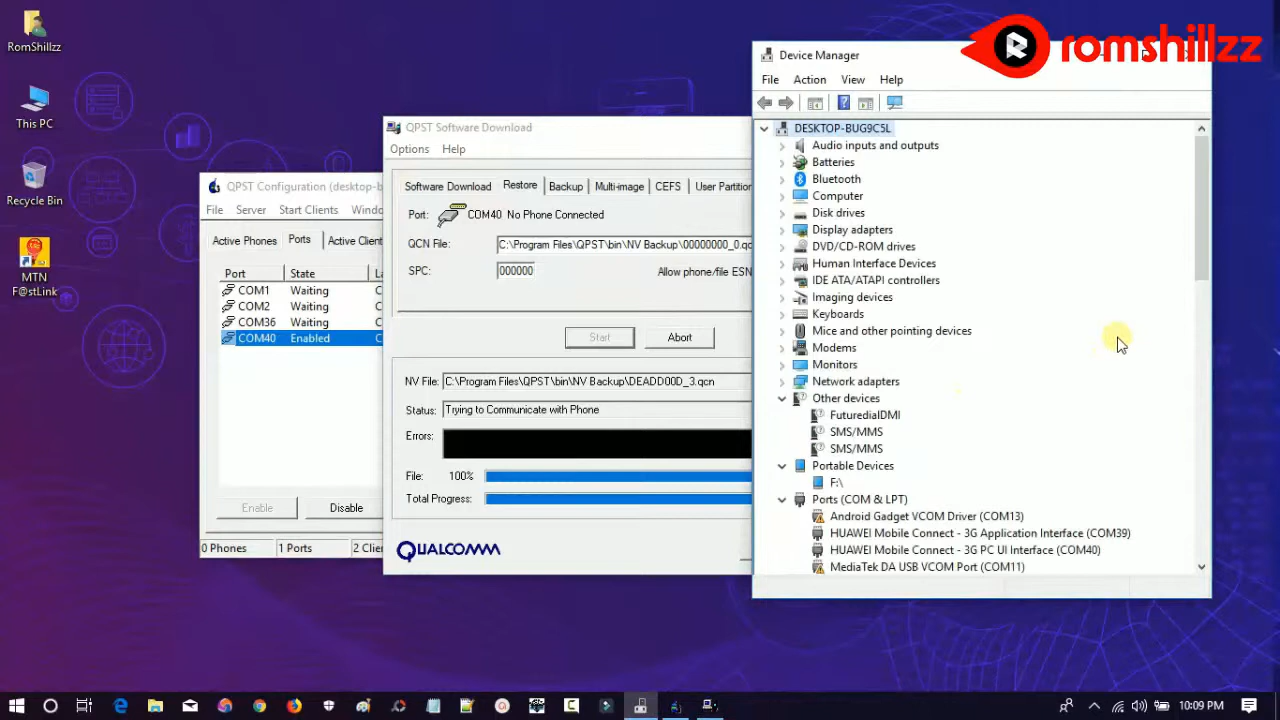 RomShillzz
This PC
Recycle Bin
MTN
F@stLink
QPST Configuration (desktop-b
File Server Start Clients Windo
Active Phones Ports Active Clien
Port State La
COM1 Waiting
COM2 Waiting
COM36 Waiting
COM40 Enabled C
Enable Disable
0 Phones 1 Ports 2 Clien
QPST Software Download
Options Help
Software Download Restore Backup Multi-image CEFS User Partition
Port: COM40 No Phone Connected
QCN File: C:\Program Files\QPST\bin\NV Backup\00000000_0.qc
SPC: 000000 Allow phone/file ESN
Start Abort
NV File: C:\Program Files\QPST\bin\NV Backup\DEADD00D_3.qcn
Status: Trying to Communicate with Phone
Errors:
File: 100%
Total Progress:
QUALCOMM
Device Manager
romshillzz
File Action View Help
DESKTOP-BUG9C5L
Audio inputs and outputs
Batteries
Bluetooth
Computer
Disk drives
Display adapters
DVD/CD-ROM drives
Human Interface Devices
IDE ATA/ATAPI controllers
Imaging devices
Keyboards
Mice and other pointing devices
Modems
Monitors
Network adapters
Other devices
FuturedialDMI
SMS/MMS
SMS/MMS
Portable Devices
F:\
Ports (COM & LPT)
Android Gadget VCOM Driver (COM13)
HUAWEI Mobile Connect - 3G Application Interface (COM39)
HUAWEI Mobile Connect - 3G PC UI Interface (COM40)
MediaTek DA USB VCOM Port (COM11)
10:09 PM